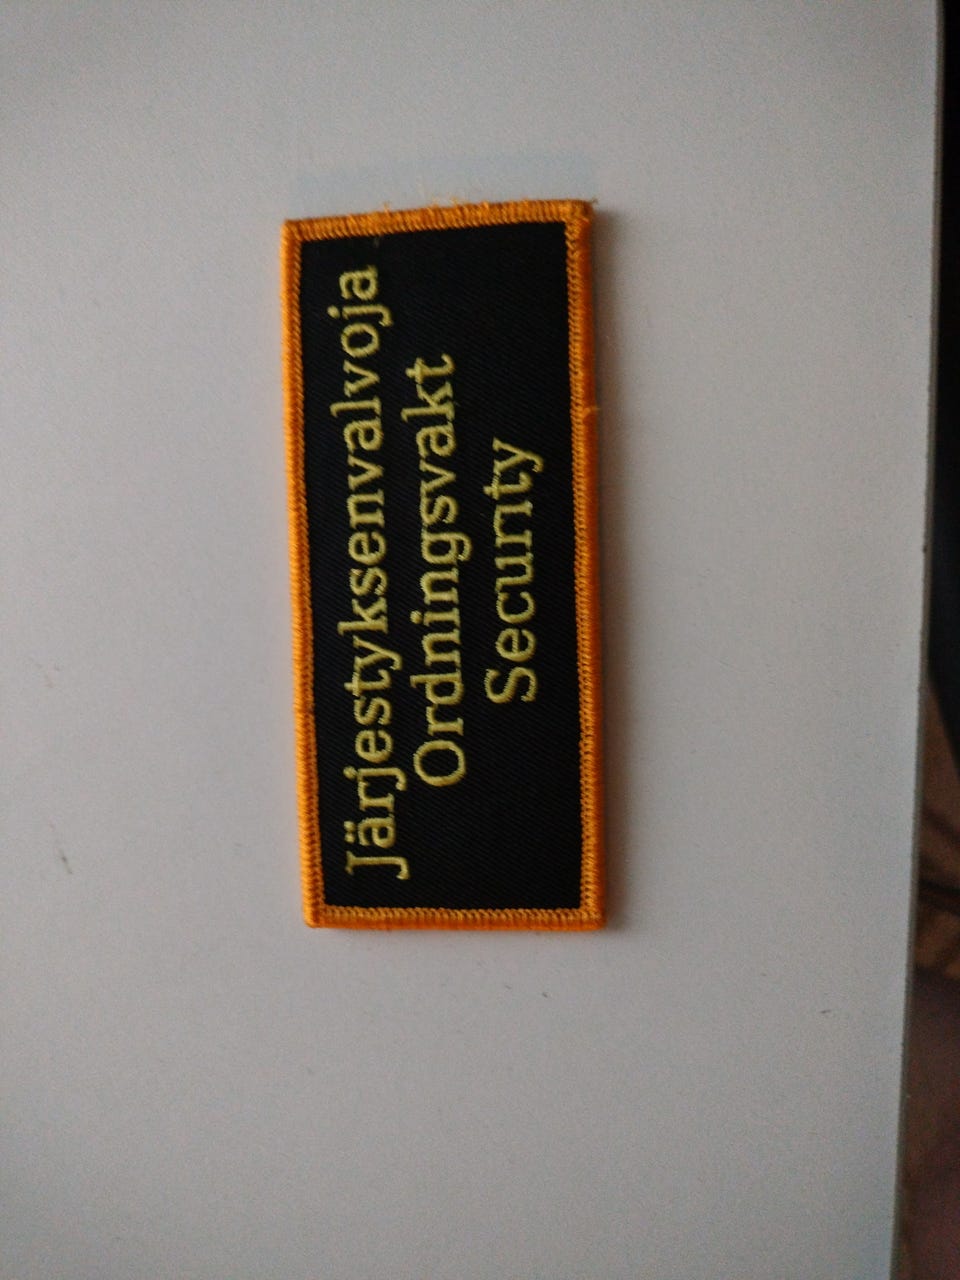 Järjestyksenvalvoja
Ordningsvakt
Security